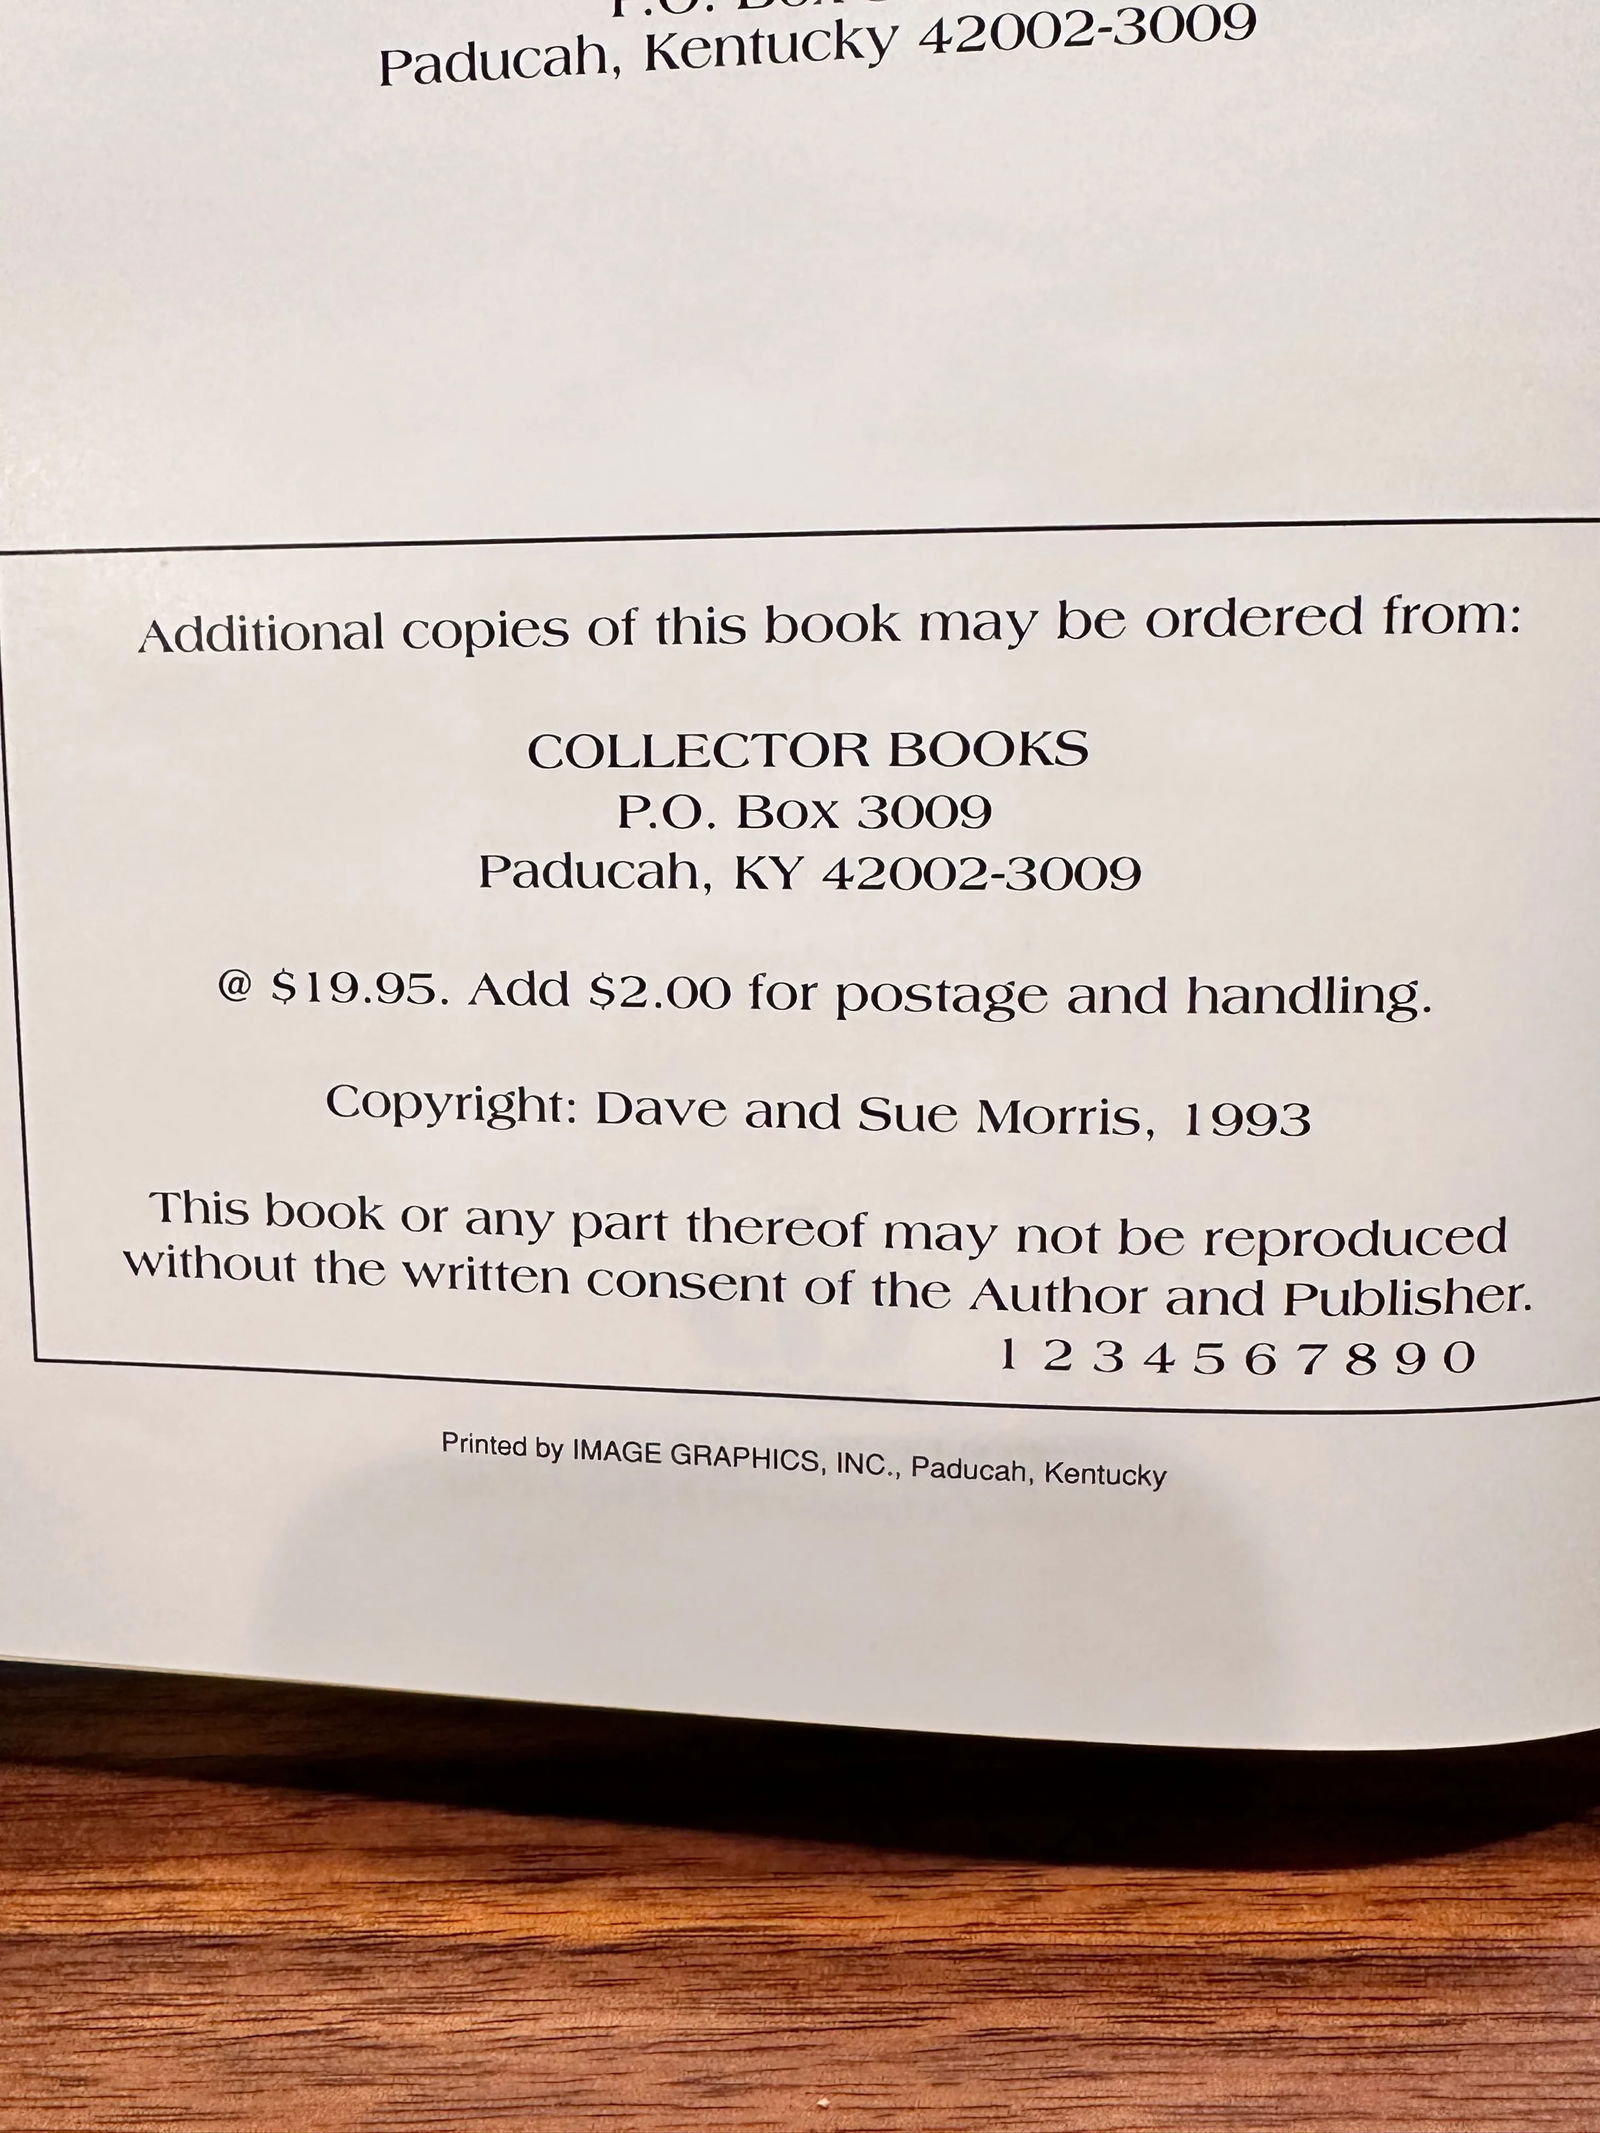 P.O. Box
Paducah, Kentucky 42002-3009
Additional copies of this book may be ordered from:
COLLECTOR BOOKS
P.O. Box 3009
Paducah, KY 42002-3009
@ $19.95. Add $2.00 for postage and handling.
Copyright: Dave and Sue Morris, 1993
This book or any part thereof may not be reproduced
without the written consent of the Author and Publisher.
1 2 3 4 5 6 7 8 9 0
Printed by IMAGE GRAPHICS, INC., Paducah, Kentucky